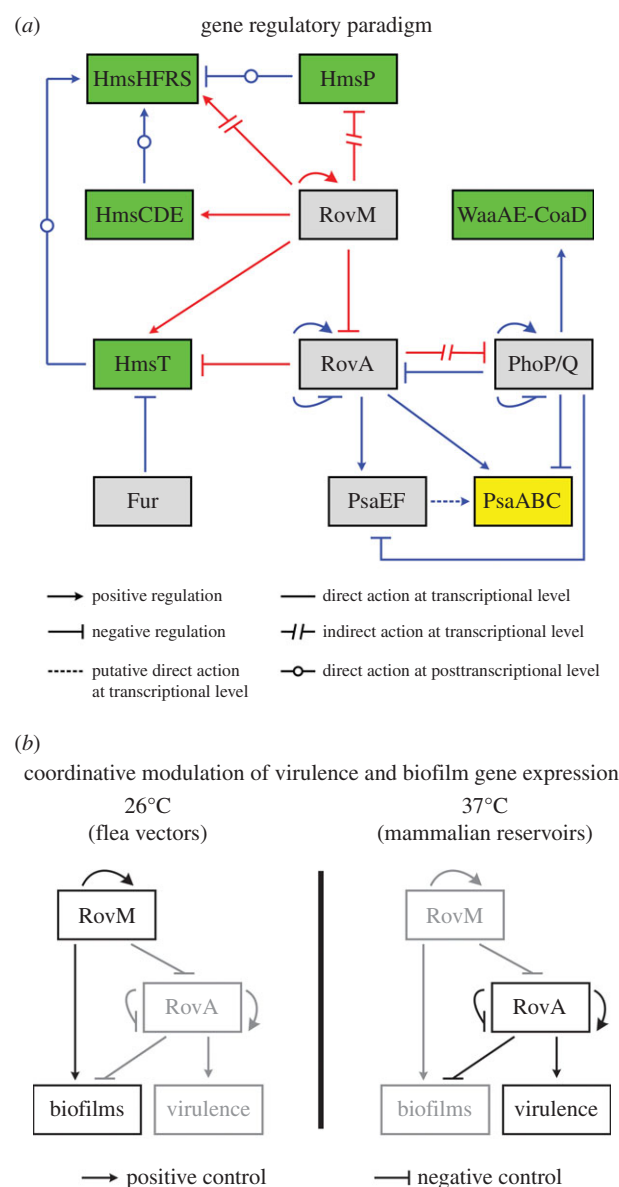 (a) gene regulatory paradigm
HmsHFRS
HmsP
HmsCDE
RovM
WaaAE-CoaD
HmsT
RovA
PhoP/Q
Fur
PsaEF
PsaABC
positive regulation
direct action at transcriptional level
negative regulation
indirect action at transcriptional level
putative direct action
at transcriptional level
direct action at posttranscriptional level
(b)
coordinative modulation of virulence and biofilm gene expression
26°C
(flea vectors)
37°C
(mammalian reservoirs)
RovM
RovA
biofilms
virulence
RovM
RovA
biofilms
virulence
positive control
negative control